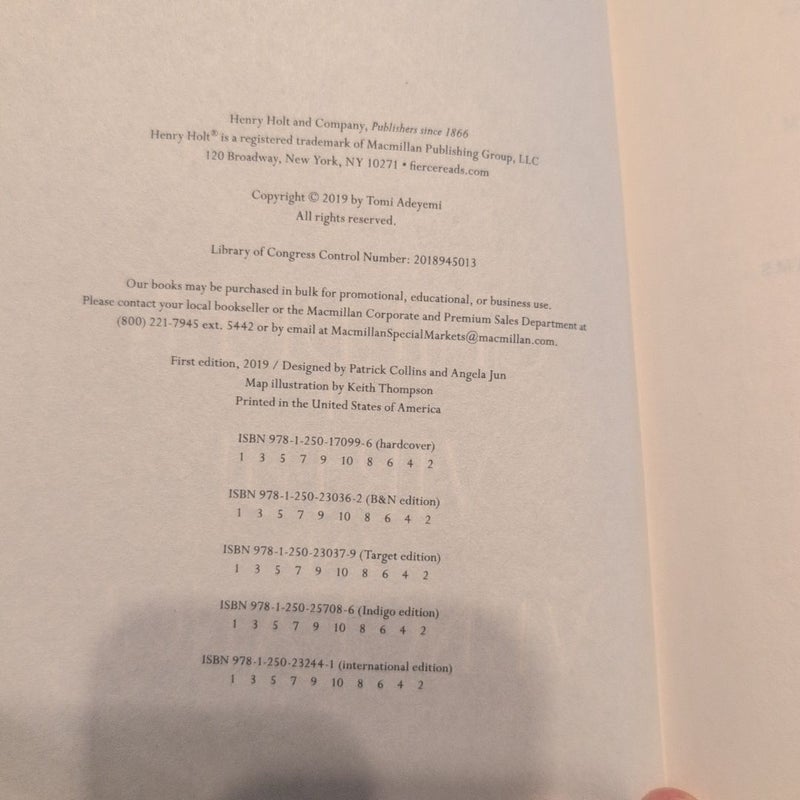 Henry Holt and Company, Publishers since 1866
Henry Holt® is a registered trademark of Macmillan Publishing Group, LLC
120 Broadway, New York, NY 10271 • fiercereads.com
Copyright © 2019 by Tomi Adeyemi
All rights reserved.
Library of Congress Control Number: 2018945013
Our books may be purchased in bulk for promotional, educational, or business use.
Please contact your local bookseller or the Macmillan Corporate and Premium Sales Department at
(800) 221-7945 ext. 5442 or by email at MacmillanSpecialMarkets@macmillan.com.
First edition, 2019 / Designed by Patrick Collins and Angela Jun
Map illustration by Keith Thompson
Printed in the United States of America
ISBN 978-1-250-17099-6 (hardcover)
1 3 5 7 9 10 8 6 4 2
ISBN 978-1-250-23036-2 (B&N edition)
1 3 5 7 9 10 8 6 4 2
ISBN 978-1-250-23037-9 (Target edition)
1 3 5 7 9 10 8 6 4 2
ISBN 978-1-250-25708-6 (Indigo edition)
1 3 5 7 9 10 8 6 4 2
ISBN 978-1-250-23244-1 (international edition)
1 3 5 7 9 10 8 6 4 2